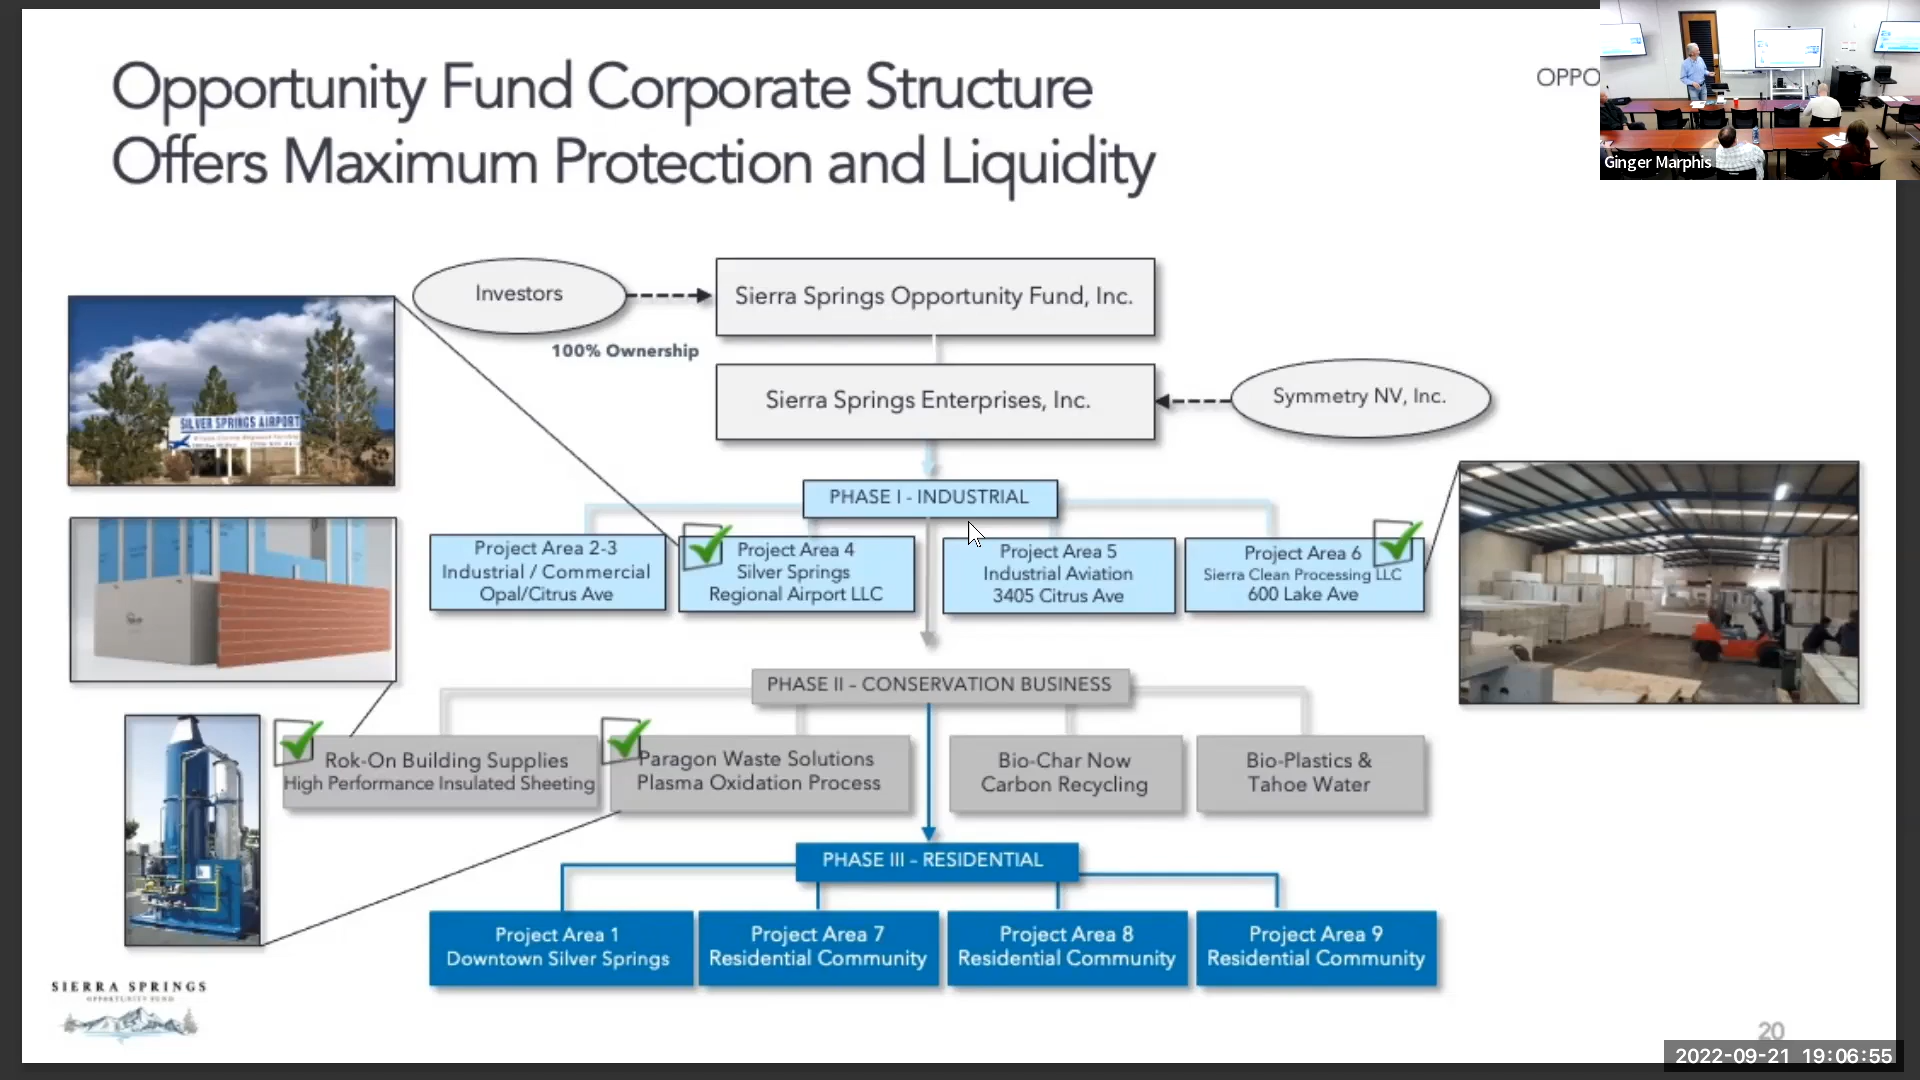 Opportunity Fund Corporate Structure
Offers Maximum Protection and Liquidity
OPPO
Ginger Marphis
Investors
100% Ownership
Sierra Springs Opportunity Fund, Inc.
Sierra Springs Enterprises, Inc.
Symmetry NV, Inc.
SILVER SPRINGS AIRPORT
PHASE I - INDUSTRIAL
Project Area 2-3
Industrial / Commercial
Opal/Citrus Ave
Project Area 4
Silver Springs
Regional Airport LLC
Project Area 5
Industrial Aviation
3405 Citrus Ave
Project Area 6
Sierra Clean Processing LLC
600 Lake Ave
PHASE II – CONSERVATION BUSINESS
Rok-On Building Supplies
High Performance Insulated Sheeting
Paragon Waste Solutions
Plasma Oxidation Process
Bio-Char Now
Carbon Recycling
Bio-Plastics &
Tahoe Water
PHASE III – RESIDENTIAL
Project Area 1
Downtown Silver Springs
Project Area 7
Residential Community
Project Area 8
Residential Community
Project Area 9
Residential Community
SIERRA SPRINGS
OPPORTUNITY FUND
20
2022-09-21 19:06:55